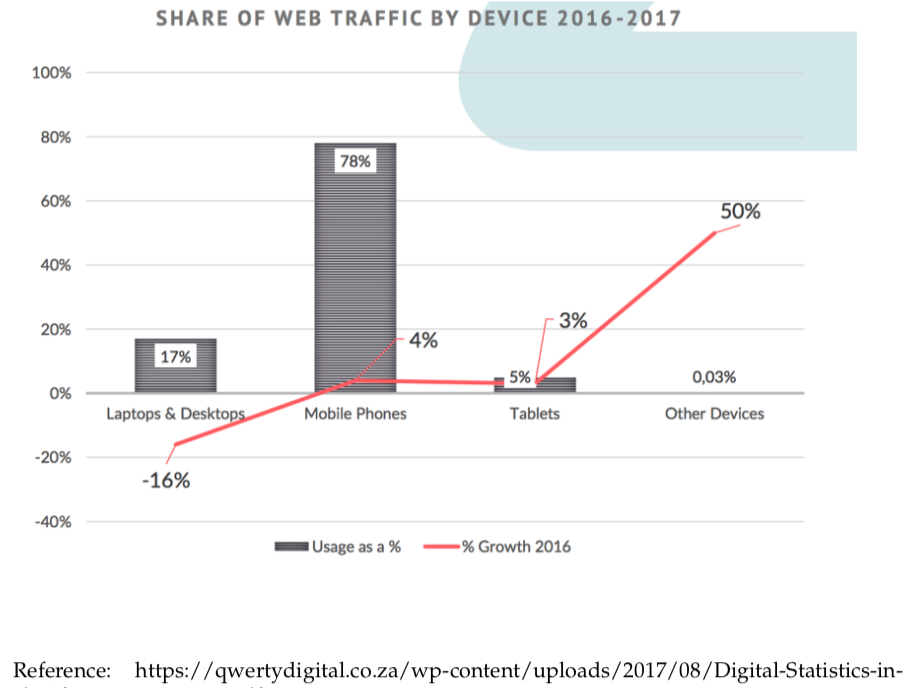 SHARE OF WEB TRAFFIC BY DEVICE 2016-2017
100%
80%
78%
60%
50%
40%
20%
4%
3%
17%
5%
0,03%
0%
Laptops & Desktops
Mobile Phones
Tablets
Other Devices
-20%
-16%
-40%
Usage as a %
% Growth 2016
Reference: https://qwertydigital.co.za/wp-content/uploads/2017/08/Digital-Statistics-in-